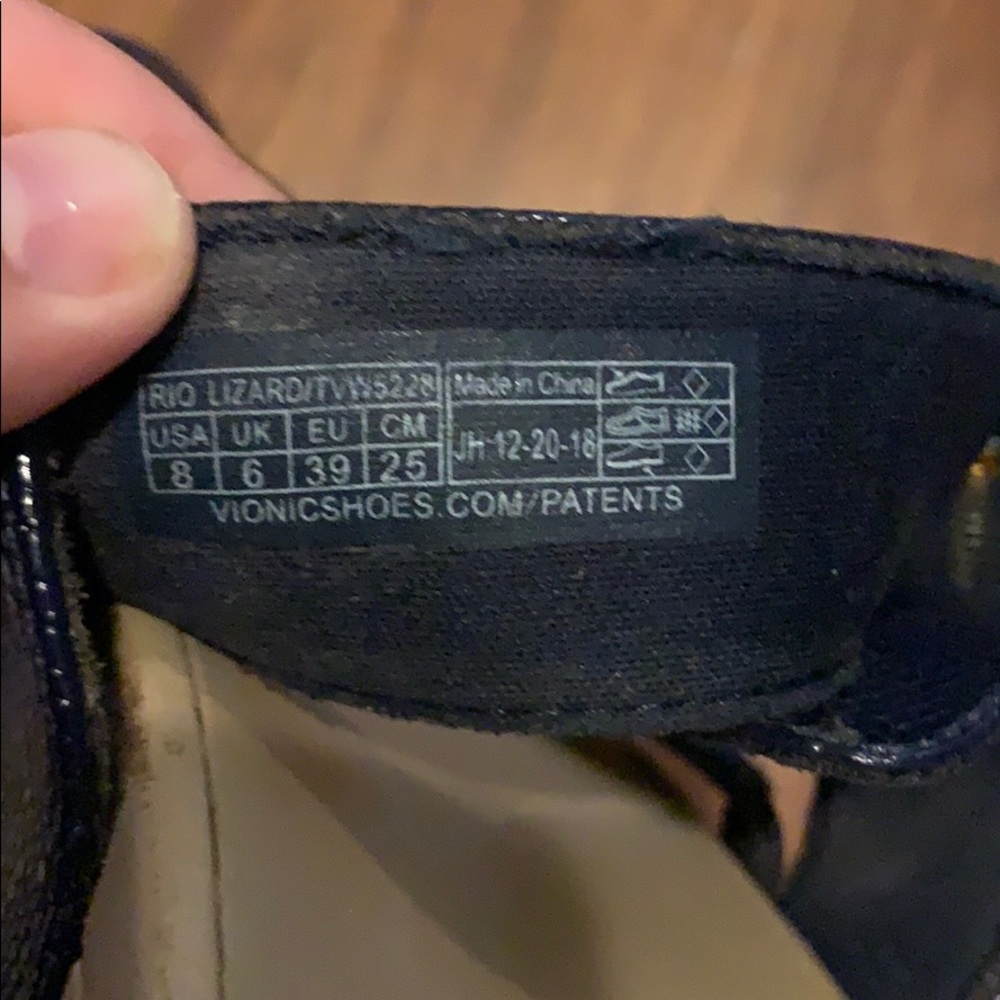 RIO LIZARD/TVW5228 Made in China
USA UK EU CM
JH-12-20-18
8 6 39 25
VIONICSHOES.COM/PATENTS